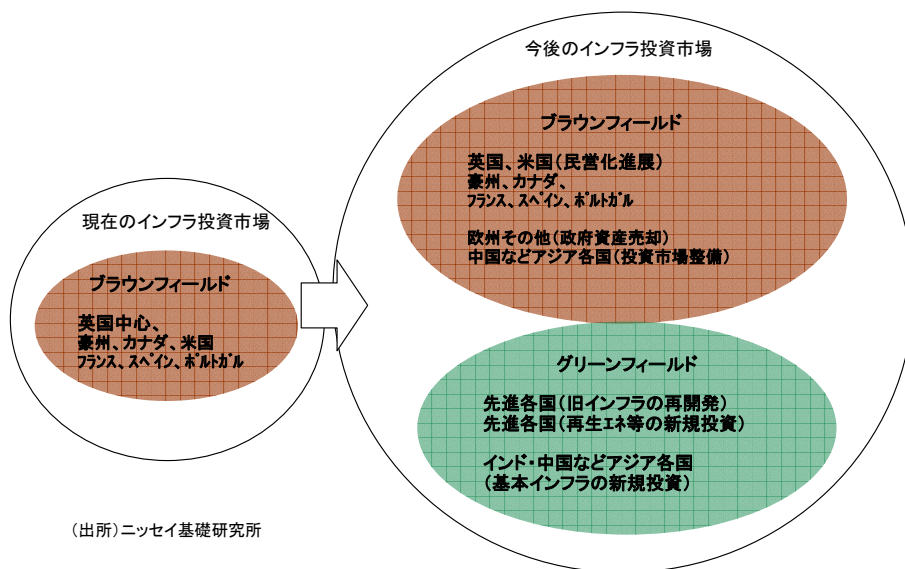 現在のインフラ投資市場
ブラウンフィールド
英国中心、
豪州、カナダ、米国
フランス、スペイン、ポルトガル
今後のインフラ投資市場
ブラウンフィールド
英国、米国(民営化進展)
豪州、カナダ、
フランス、スペイン、ポルトガル
欧州その他(政府資産売却)
中国などアジア各国(投資市場整備)
グリーンフィールド
先進各国(旧インフラの再開発)
先進各国(再生エネ等の新規投資)
インド・中国などアジア各国
(基本インフラの新規投資)
(出所)ニッセイ基礎研究所